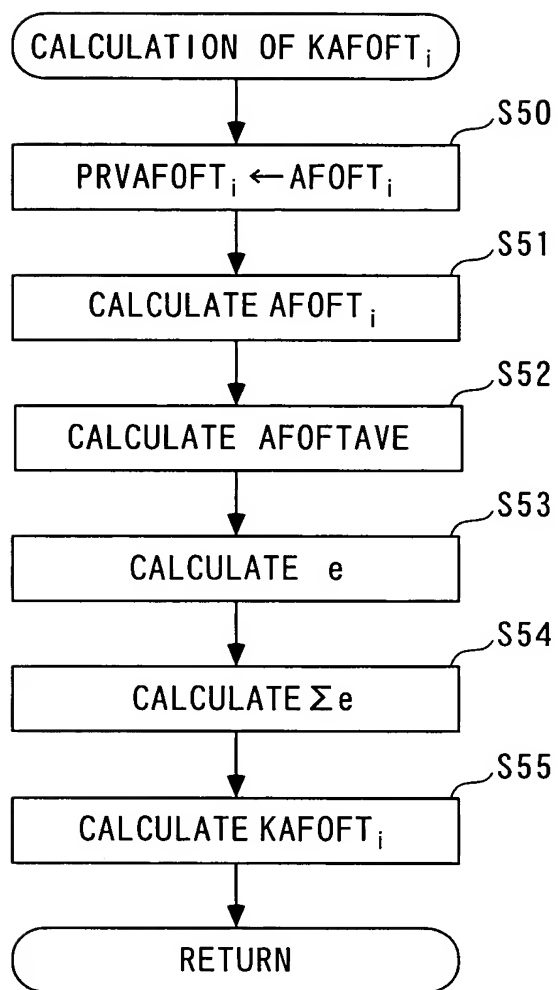 CALCULATION OF KAFOFTi
S50
PRVAFOFTi ← AFOFTi
S51
CALCULATE AFOFTi
S52
CALCULATE AFOFTAVE
S53
CALCULATE e
S54
CALCULATE Σe
S55
CALCULATE KAFOFTi
RETURN